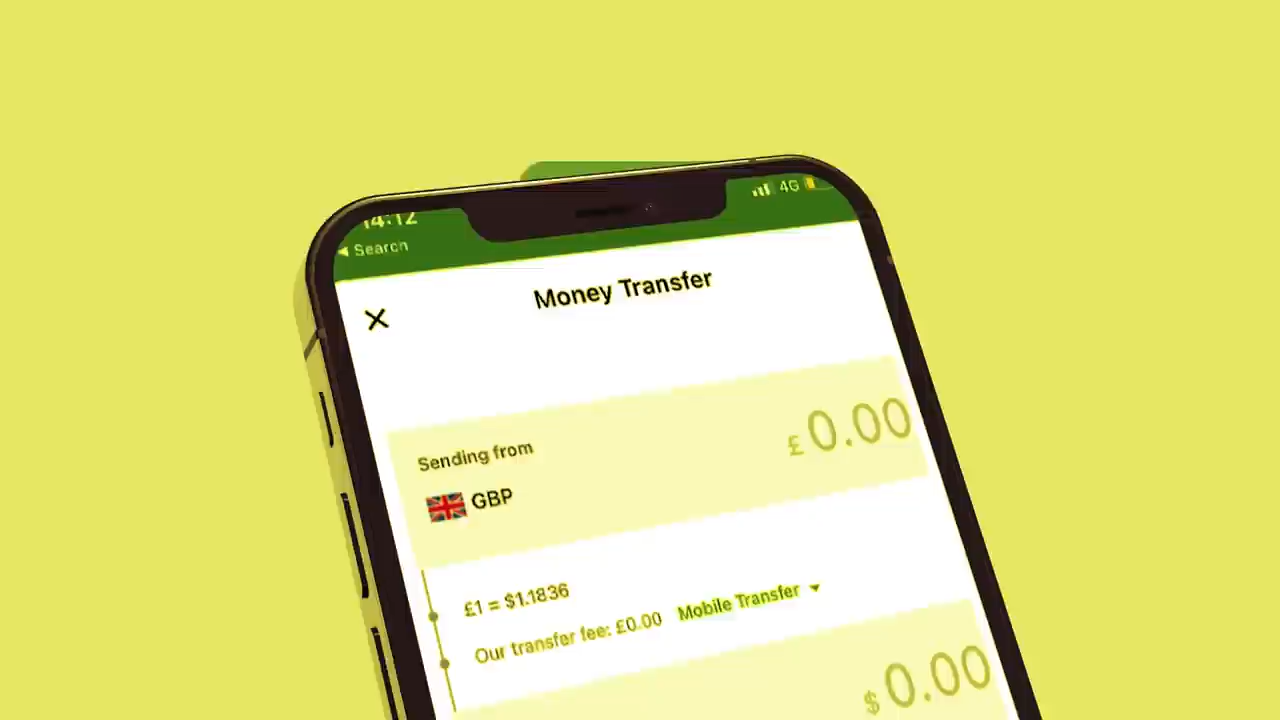 14:12
4G
◀ Search
Money Transfer
Sending from
£0.00
GBP
£1 = $1.1836
Our transfer fee: £0.00 Mobile Transfer
$0.00